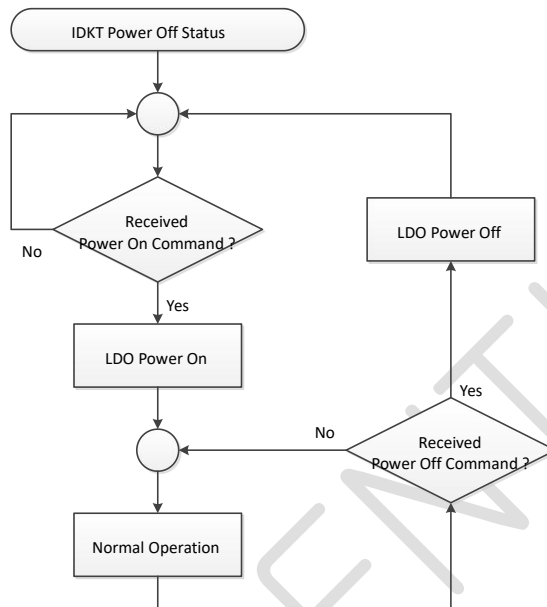 IDKT Power Off Status
Received
Power On Command ?
No
Yes
LDO Power On
LDO Power Off
Yes
No
Received
Power Off Command ?
Normal Operation